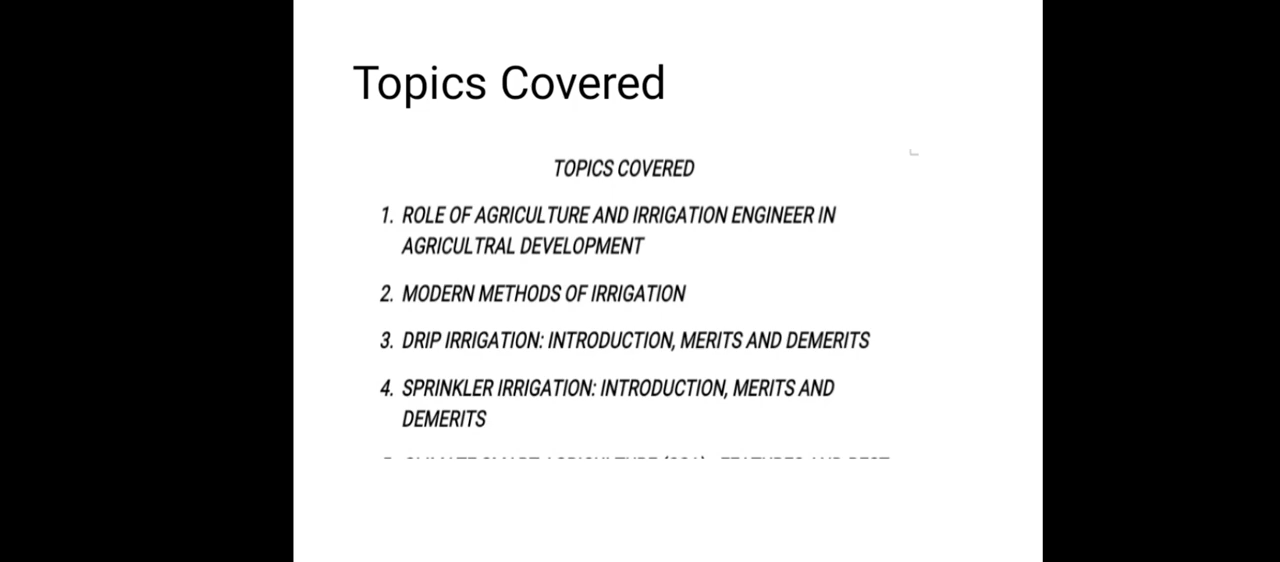 Topics Covered
TOPICS COVERED
1. ROLE OF AGRICULTURE AND IRRIGATION ENGINEER IN
AGRICULTRAL DEVELOPMENT
2. MODERN METHODS OF IRRIGATION
3. DRIP IRRIGATION: INTRODUCTION, MERITS AND DEMERITS
4. SPRINKLER IRRIGATION: INTRODUCTION, MERITS AND
DEMERITS